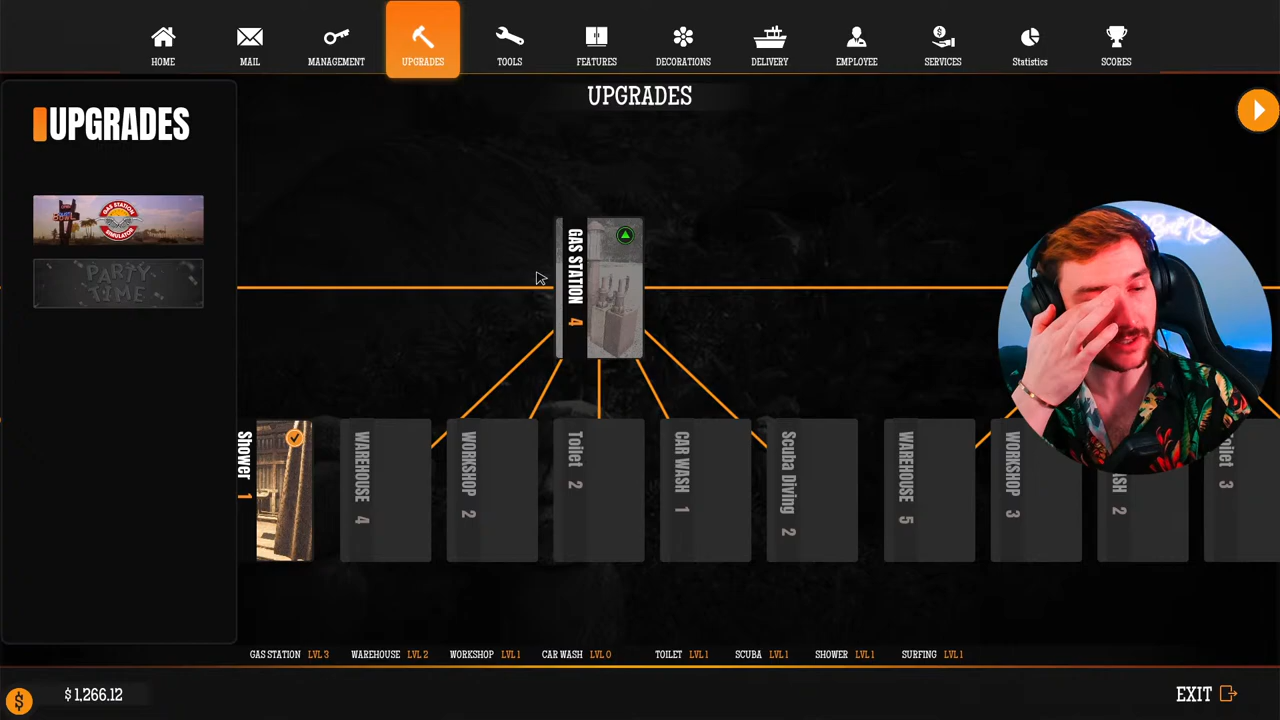 HOME
MAIL
MANAGEMENT
UPGRADES
TOOLS
FEATURES
DECORATIONS
DELIVERY
EMPLOYEE
SERVICES
Statistics
SCORES
UPGRADES
UPGRADES
GAS STATION
SIMULATOR
PARTY
TIME
GAS STATION 4
Shower 1
WAREHOUSE 4
WORKSHOP 2
Toilet 2
CAR WASH 1
Scuba Diving 2
WAREHOUSE 5
WORKSHOP 3
ASH 2
oilet 3
GAS STATION LVL 3
WAREHOUSE LVL 2
WORKSHOP LVL 1
CAR WASH LVL 0
TOILET LVL 1
SCUBA LVL 1
SHOWER LVL 1
SURFING LVL 1
$ 1,266.12
EXIT